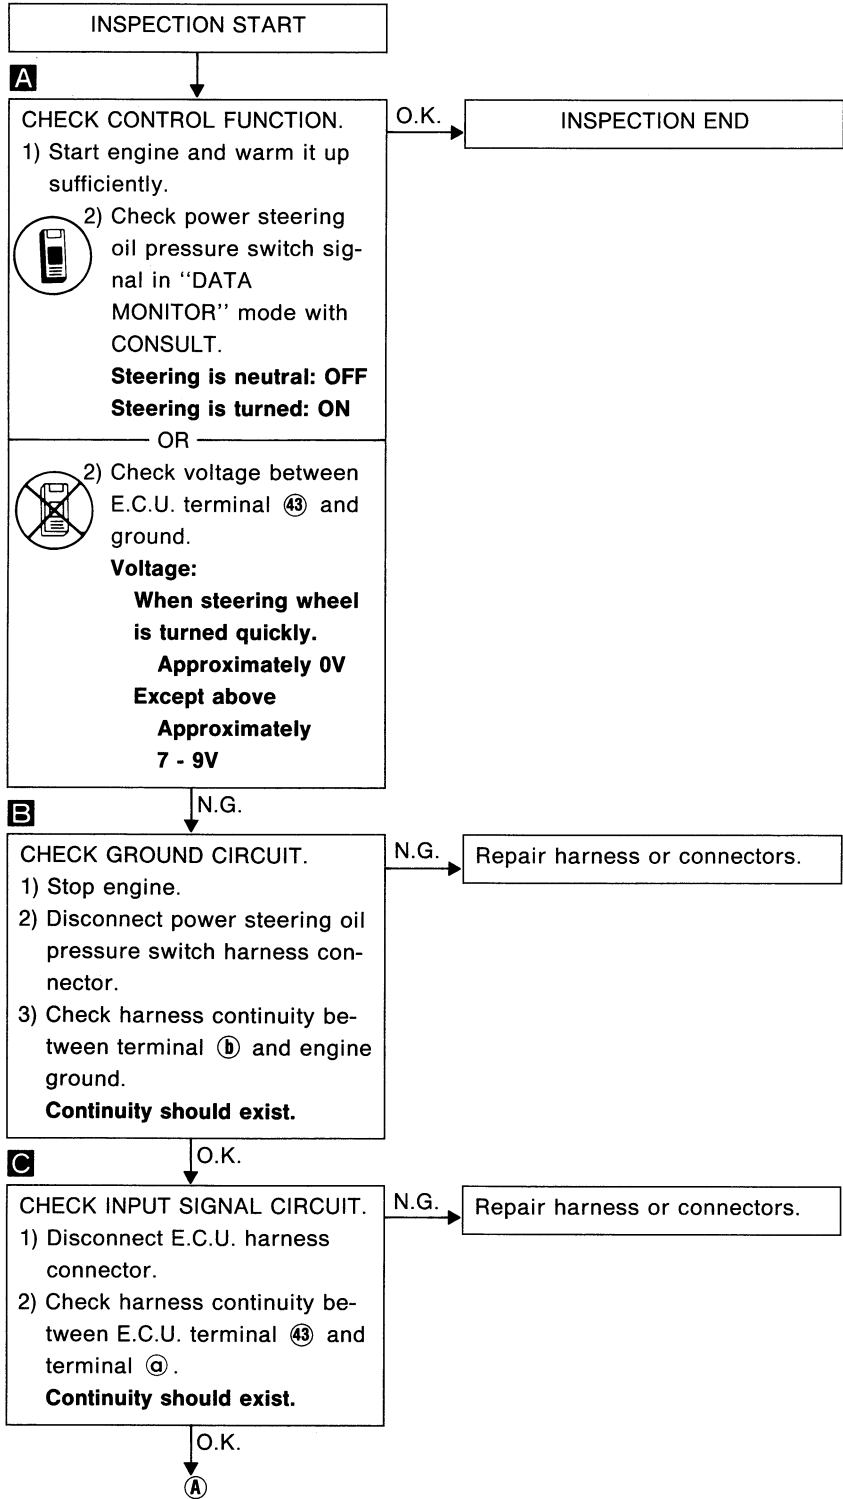 INSPECTION START
A
CHECK CONTROL FUNCTION.
1) Start engine and warm it up
sufficiently.
2) Check power steering
oil pressure switch sig-
nal in "DATA
MONITOR" mode with
CONSULT.
Steering is neutral: OFF
Steering is turned: ON
OR
2) Check voltage between
E.C.U. terminal ㊸ and
ground.
Voltage:
When steering wheel
is turned quickly.
Approximately 0V
Except above
Approximately
7 - 9V
O.K.
INSPECTION END
N.G.
B
CHECK GROUND CIRCUIT.
1) Stop engine.
2) Disconnect power steering oil
pressure switch harness con-
nector.
3) Check harness continuity be-
tween terminal ⓑ and engine
ground.
Continuity should exist.
N.G.
Repair harness or connectors.
O.K.
C
CHECK INPUT SIGNAL CIRCUIT.
1) Disconnect E.C.U. harness
connector.
2) Check harness continuity be-
tween E.C.U. terminal ㊸ and
terminal ⓐ.
Continuity should exist.
N.G.
Repair harness or connectors.
O.K.
Ⓐ